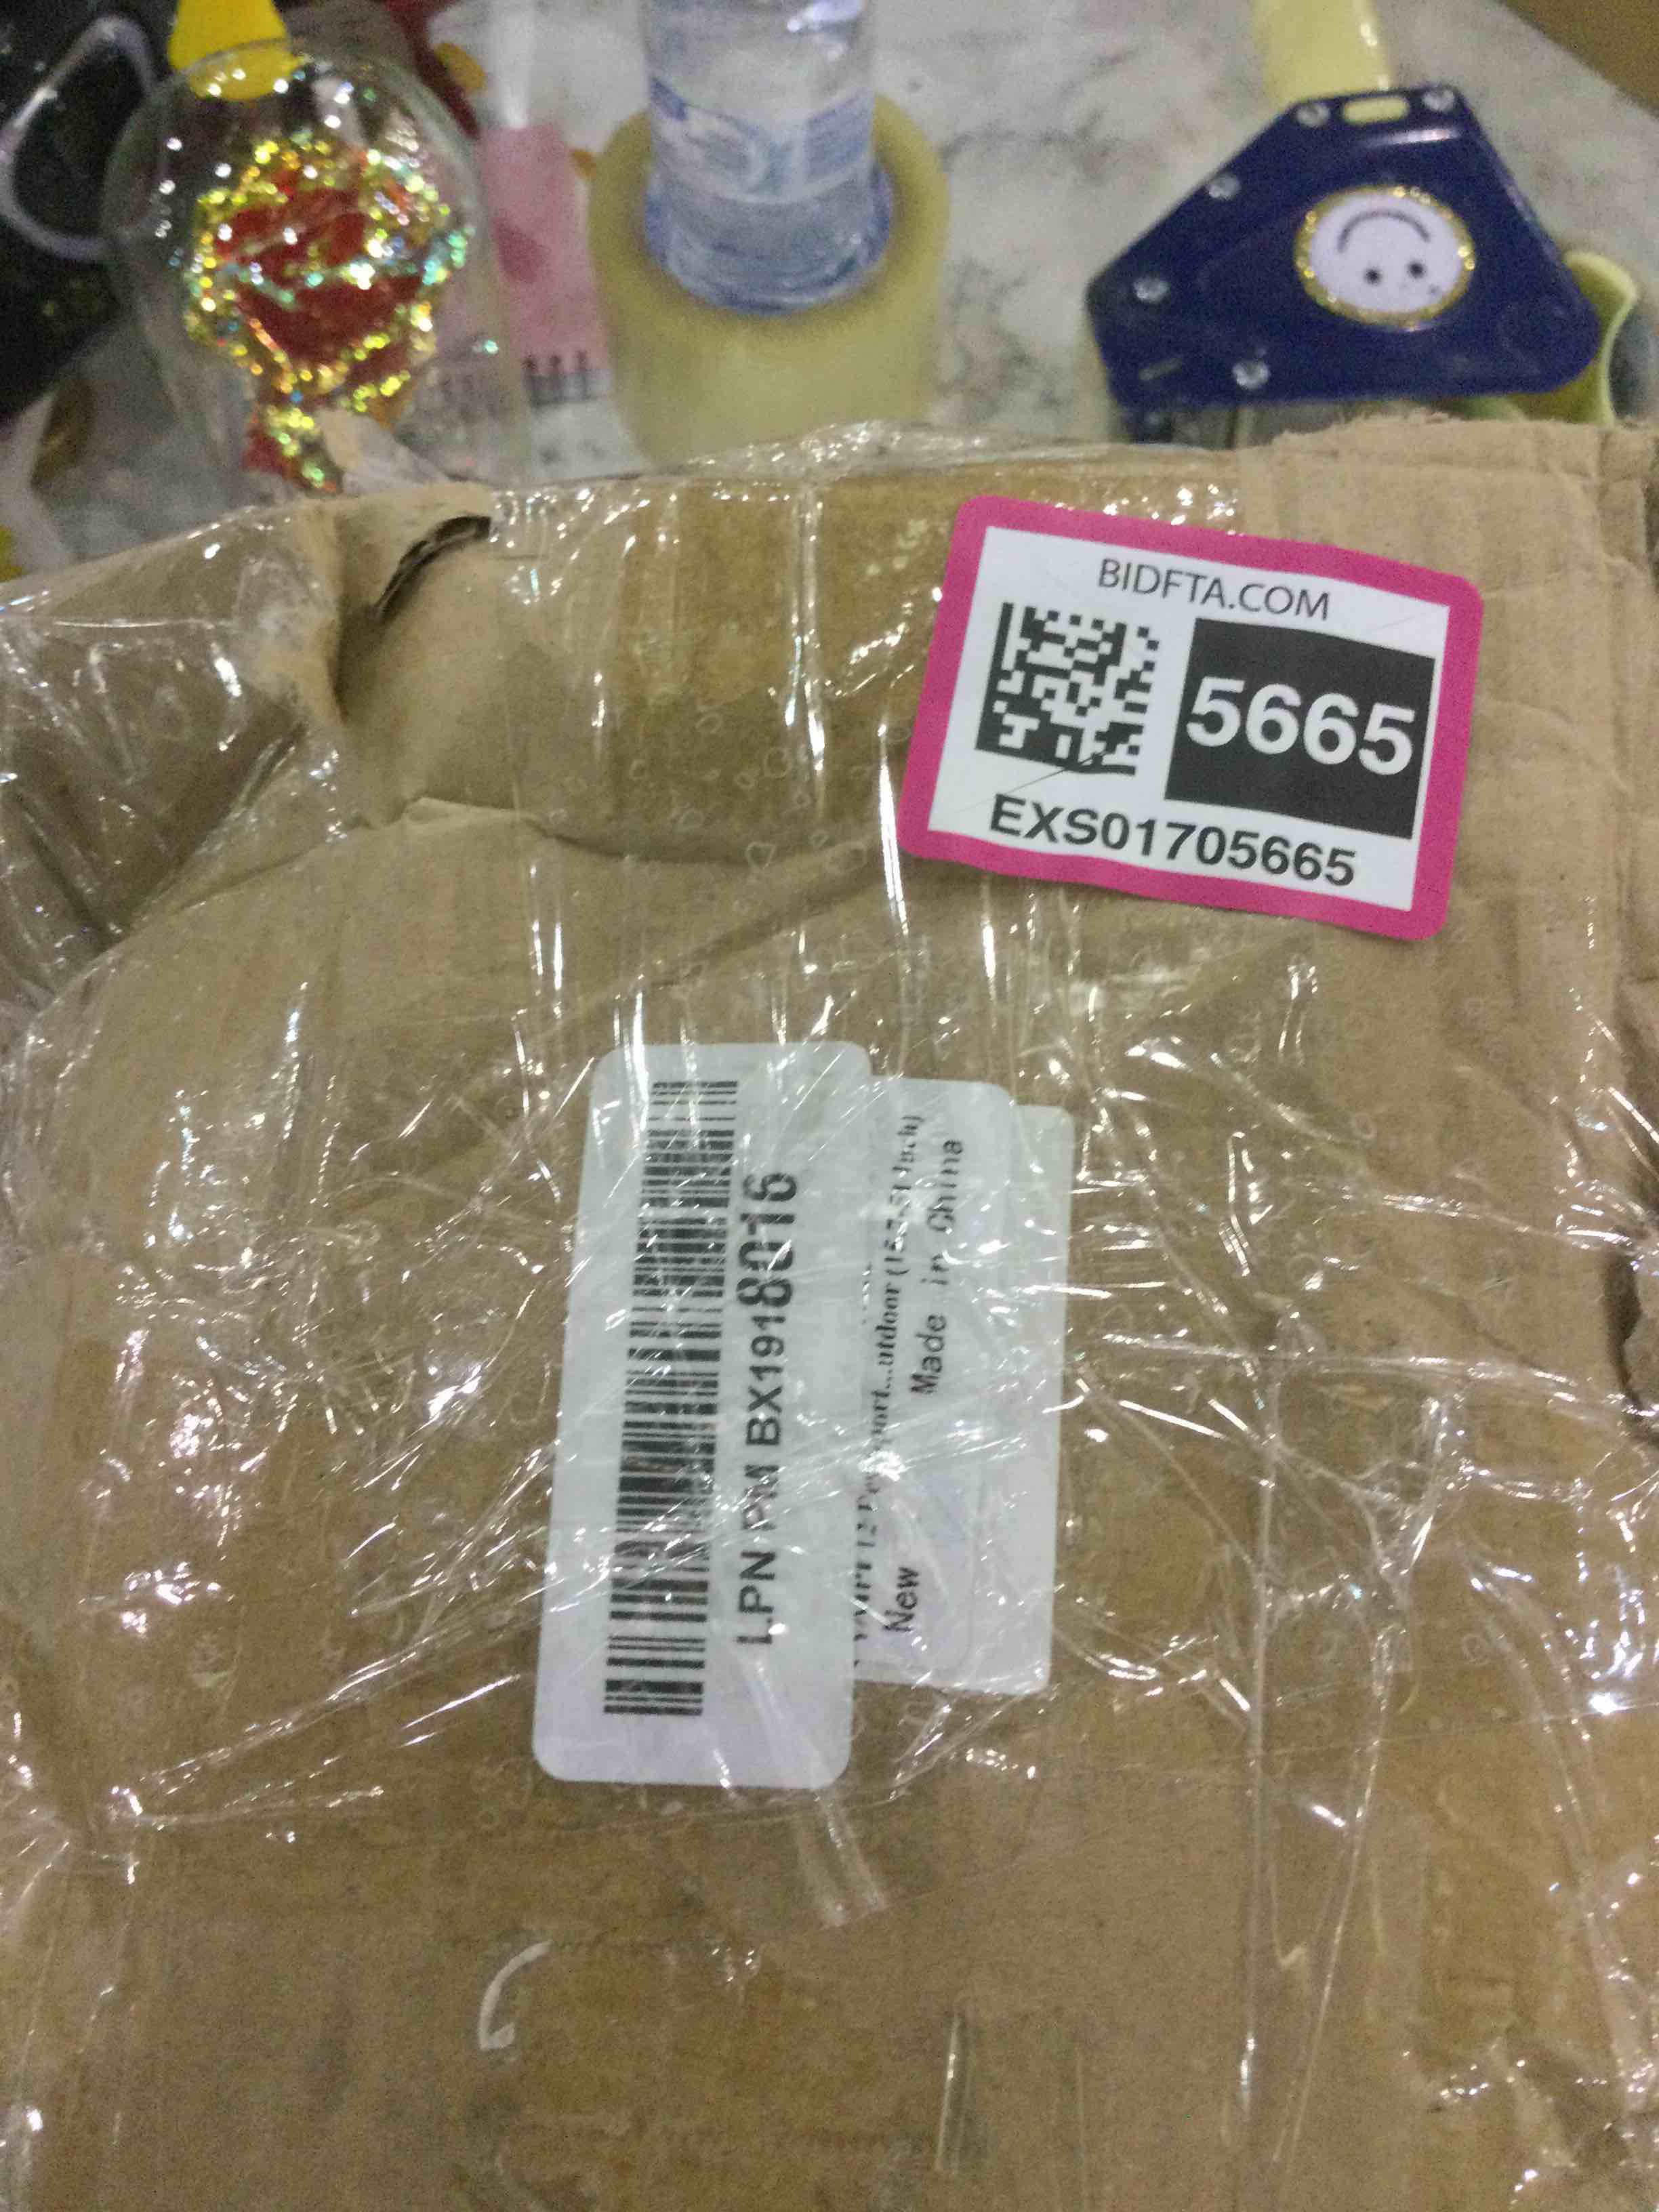 BIDFTA.COM
5665
EXS01705665
LPN PM BX1918016
New
Made in China